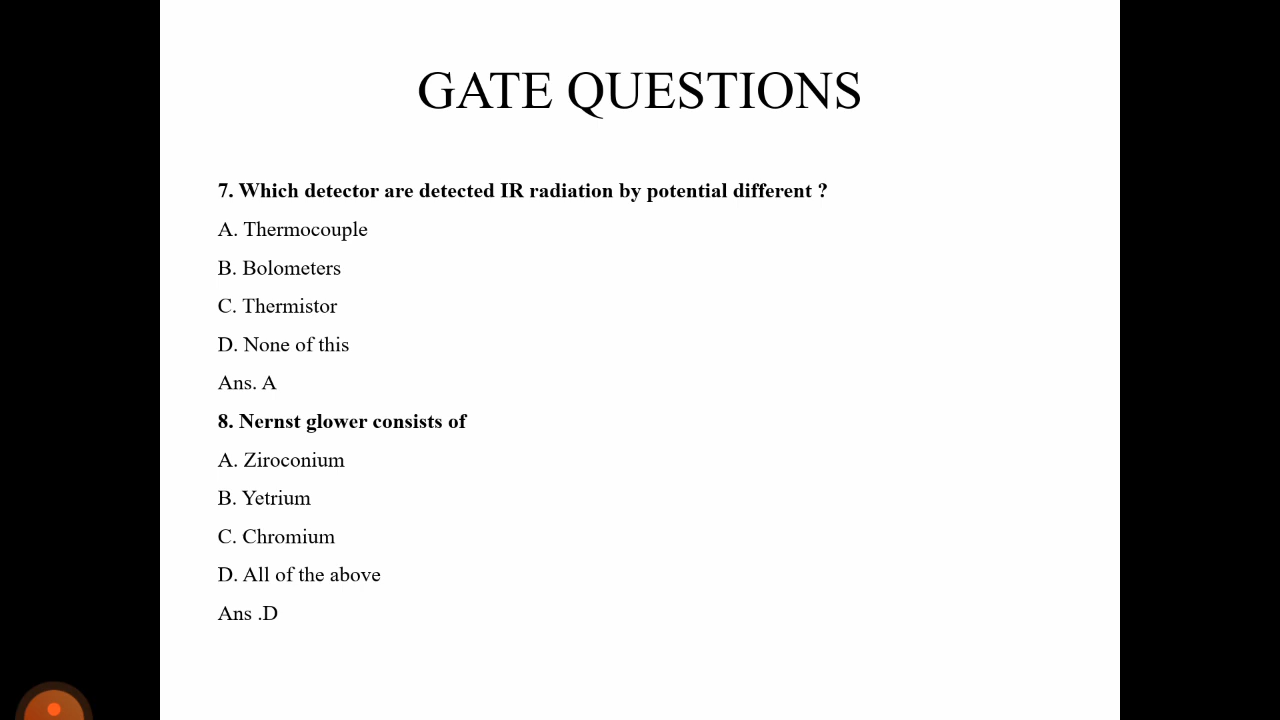 GATE QUESTIONS
7. Which detector are detected IR radiation by potential different ?
A. Thermocouple
B. Bolometers
C. Thermistor
D. None of this
Ans. A
8. Nernst glower consists of
A. Ziroconium
B. Yetrium
C. Chromium
D. All of the above
Ans .D